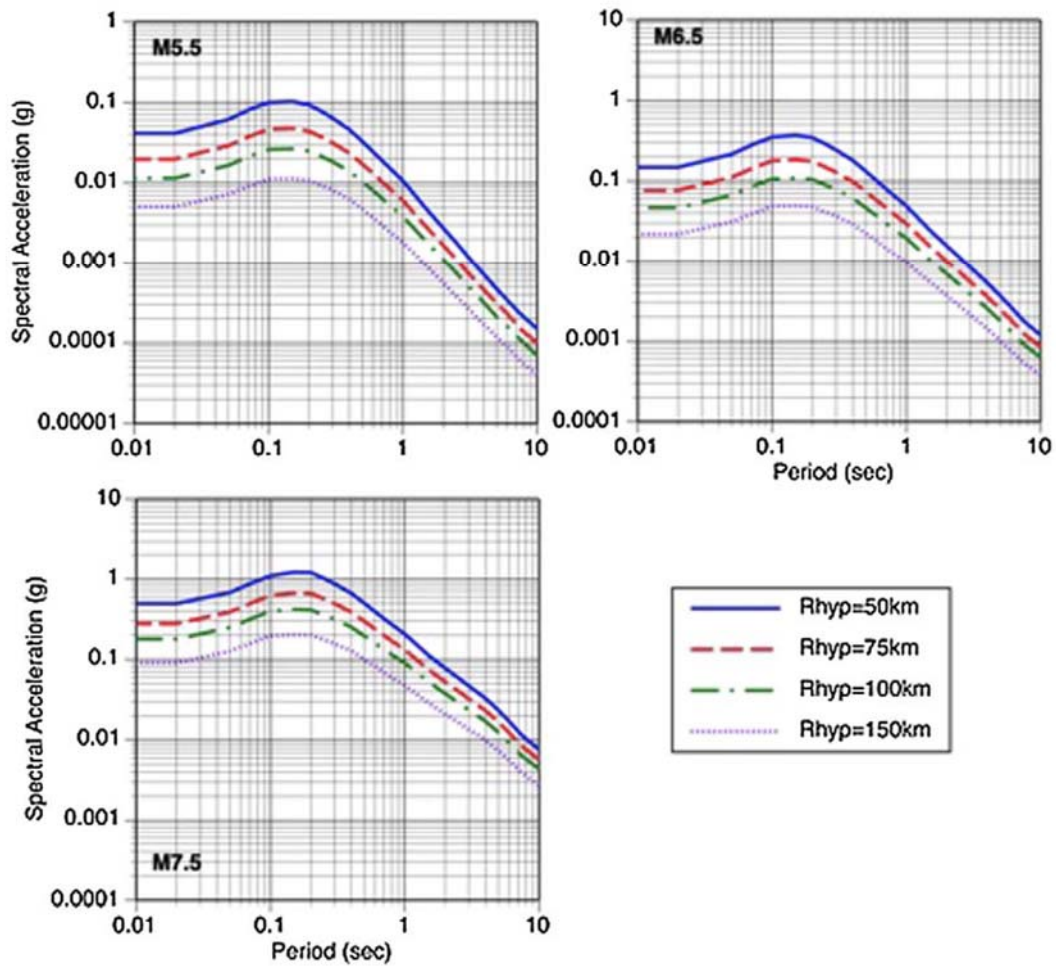 M5.5
Spectral Acceleration (g)
1
0.1
0.01
0.001
0.0001
0.00001
0.01
0.1
1
10
M6.5
10
1
0.1
0.01
0.001
0.0001
0.01
0.1
1
10
Period (sec)
M7.5
Spectral Acceleration (g)
10
1
0.1
0.01
0.001
0.0001
0.01
0.1
1
10
Period (sec)
Rhyp=50km
Rhyp=75km
Rhyp=100km
Rhyp=150km